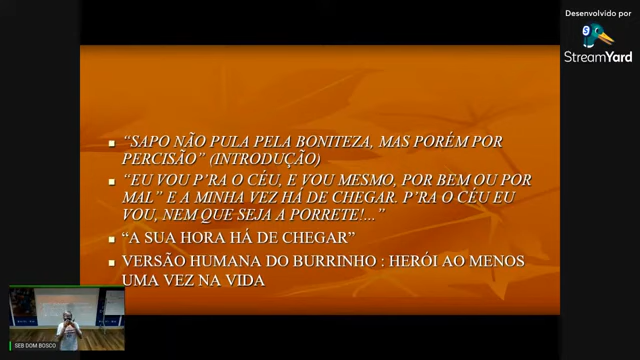 Desenvolvido por
StreamYard
“SAPO NÃO PULA PELA BONITEZA, MAS PORÉM POR
PERCISÃO” (INTRODUÇÃO)
“EU VOU P’RA O CÉU, E VOU MESMO, POR BEM OU POR
MAL” E A MINHA VEZ HÁ DE CHEGAR. P’RA O CÉU EU
VOU, NEM QUE SEJA A PORRETE!...”
“A SUA HORA HÁ DE CHEGAR”
VERSÃO HUMANA DO BURRINHO : HERÓI AO MENOS
UMA VEZ NA VIDA
SEB DOM BOSCO